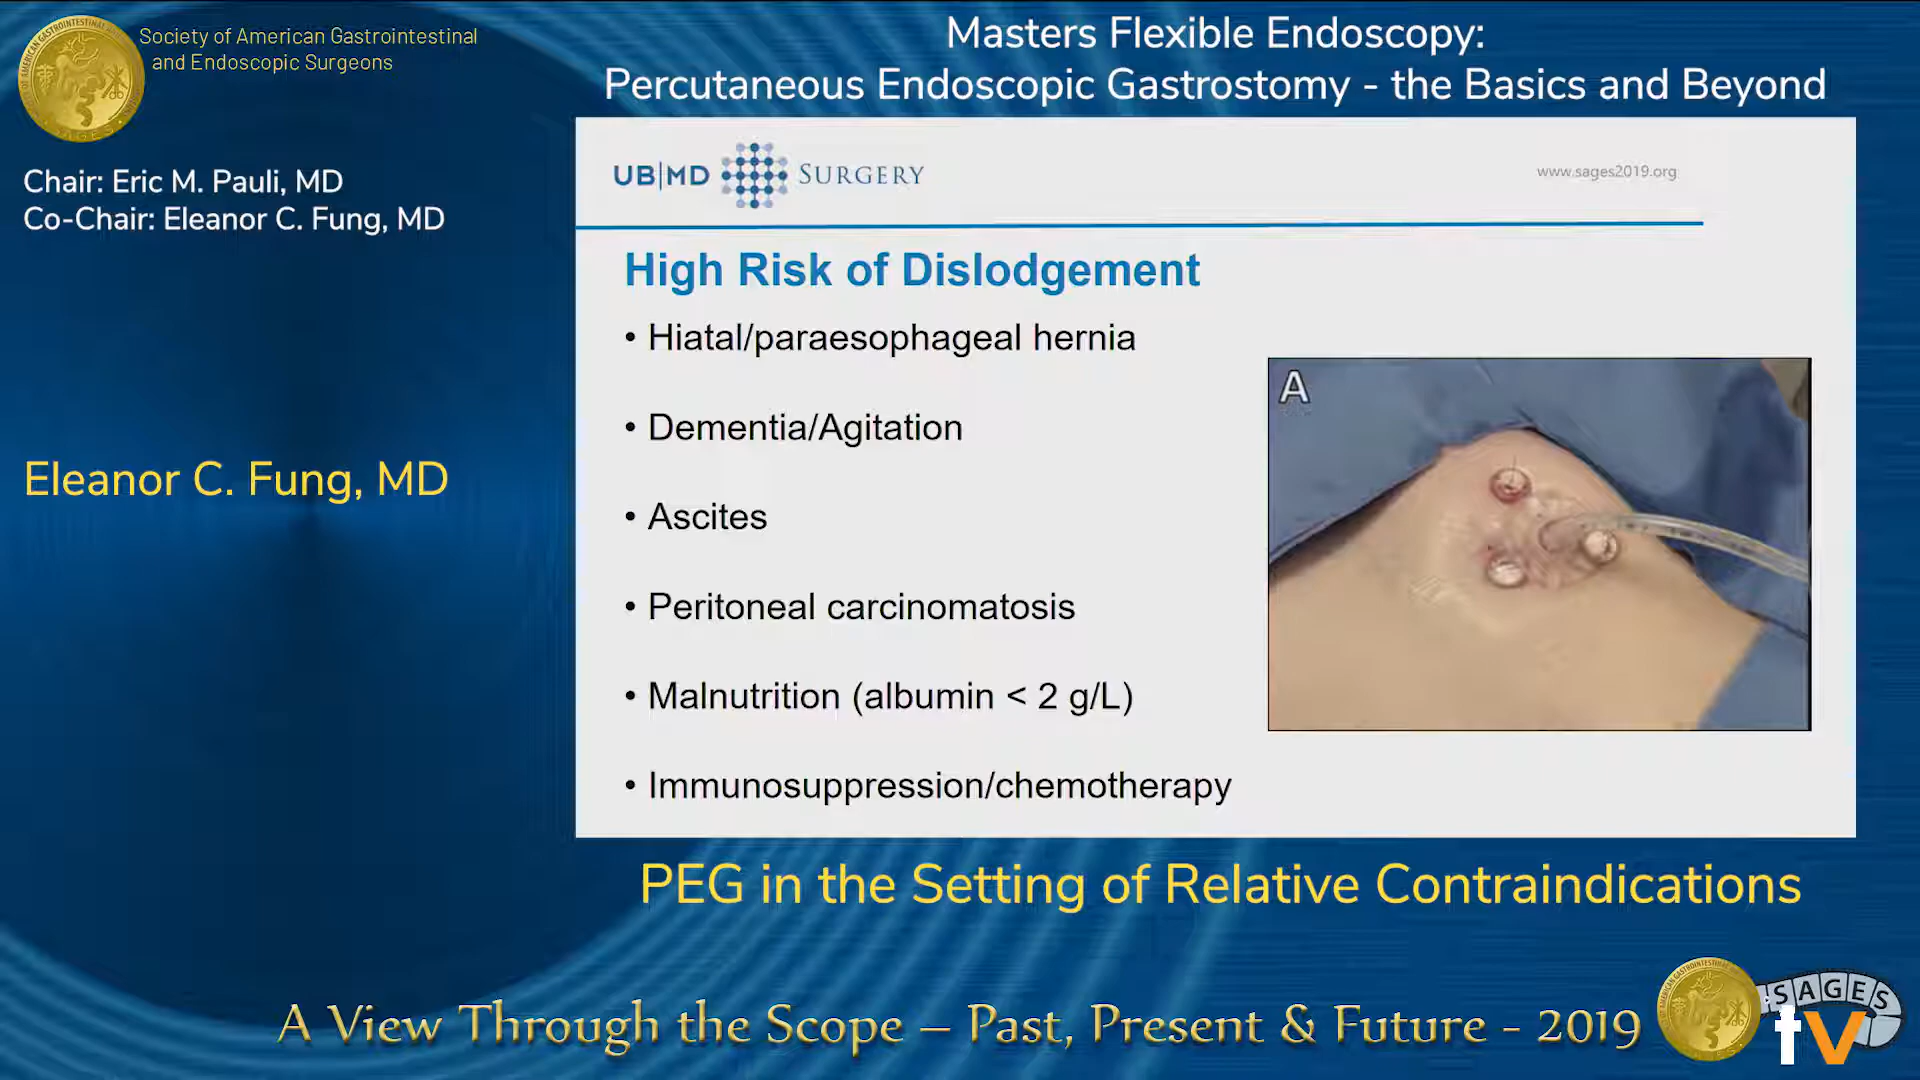 Society of American Gastrointestinal
and Endoscopic Surgeons
Masters Flexible Endoscopy:
Percutaneous Endoscopic Gastrostomy - the Basics and Beyond
Chair: Eric M. Pauli, MD
Co-Chair: Eleanor C. Fung, MD
Eleanor C. Fung, MD
UB|MD SURGERY
www.sages2019.org
High Risk of Dislodgement
• Hiatal/paraesophageal hernia
• Dementia/Agitation
• Ascites
• Peritoneal carcinomatosis
• Malnutrition (albumin < 2 g/L)
• Immunosuppression/chemotherapy
A
PEG in the Setting of Relative Contraindications
A View Through the Scope – Past, Present & Future - 2019
SAGES
tv